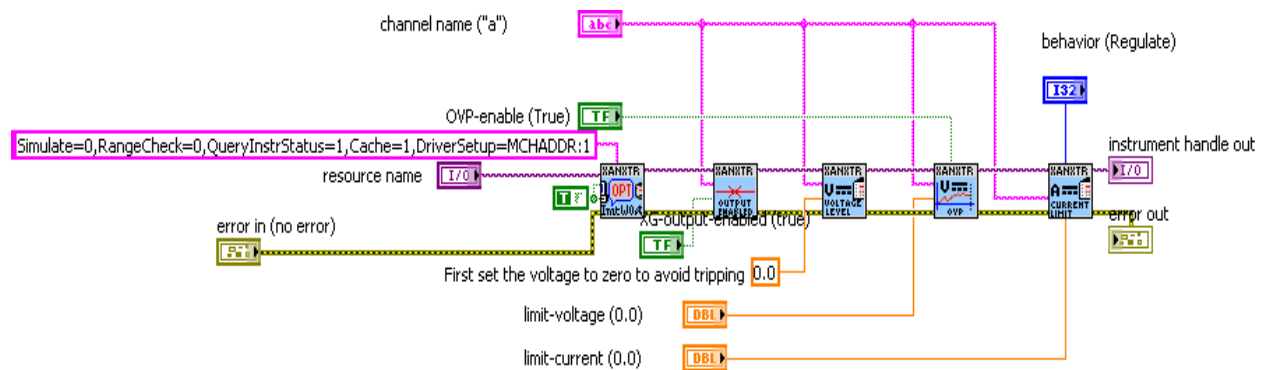 channel name ("a")
abc
behavior (Regulate)
I32
OVP-enable (True)
TF
Simulate=0,RangeCheck=0,QueryInstrStatus=1,Cache=1,DriverSetup=MCHADDR:1
instrument handle out
I/O
resource name
I/O
XANXTR
OPT
InitWOpt
XANXTR
OUTPUT
ENABLED
XANXTR
V
VOLTAGE
LEVEL
XANXTR
V
OVP
XANXTR
A
CURRENT
LIMIT
T F
error in (no error)
XG-output-enabled (true)
TF
error out
First set the voltage to zero to avoid tripping
0.0
limit-voltage (0.0)
DBL
limit-current (0.0)
DBL